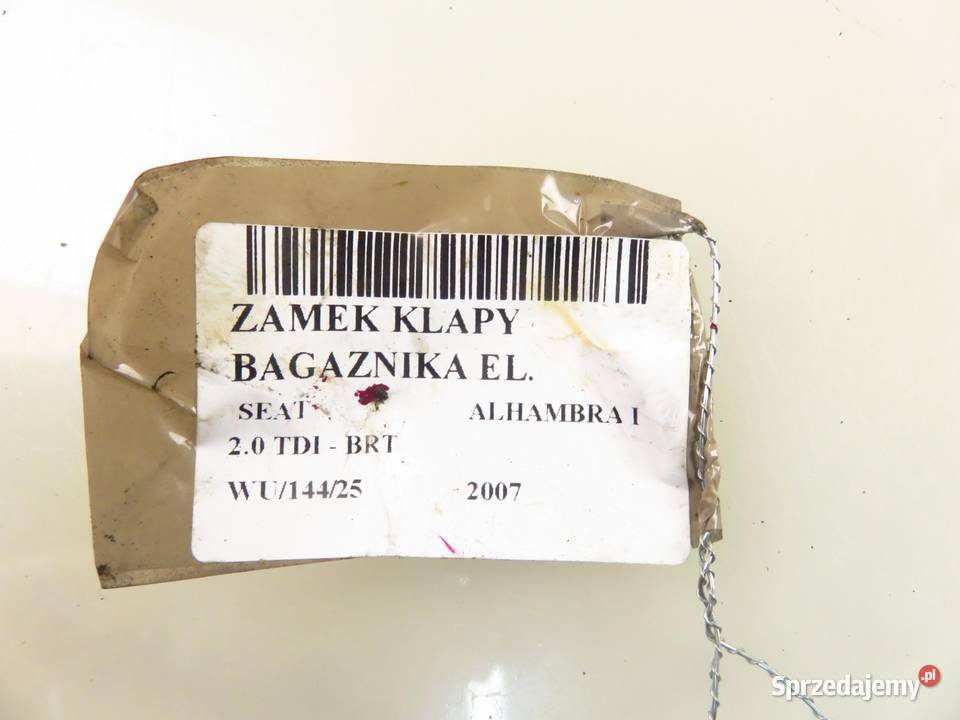 ZAMEK KLAPY
BAGAZNIKA EL.
SEAT ALHAMBRA I
2.0 TDI - BRT
WU/144/25 2007
Sprzedajemy.pl